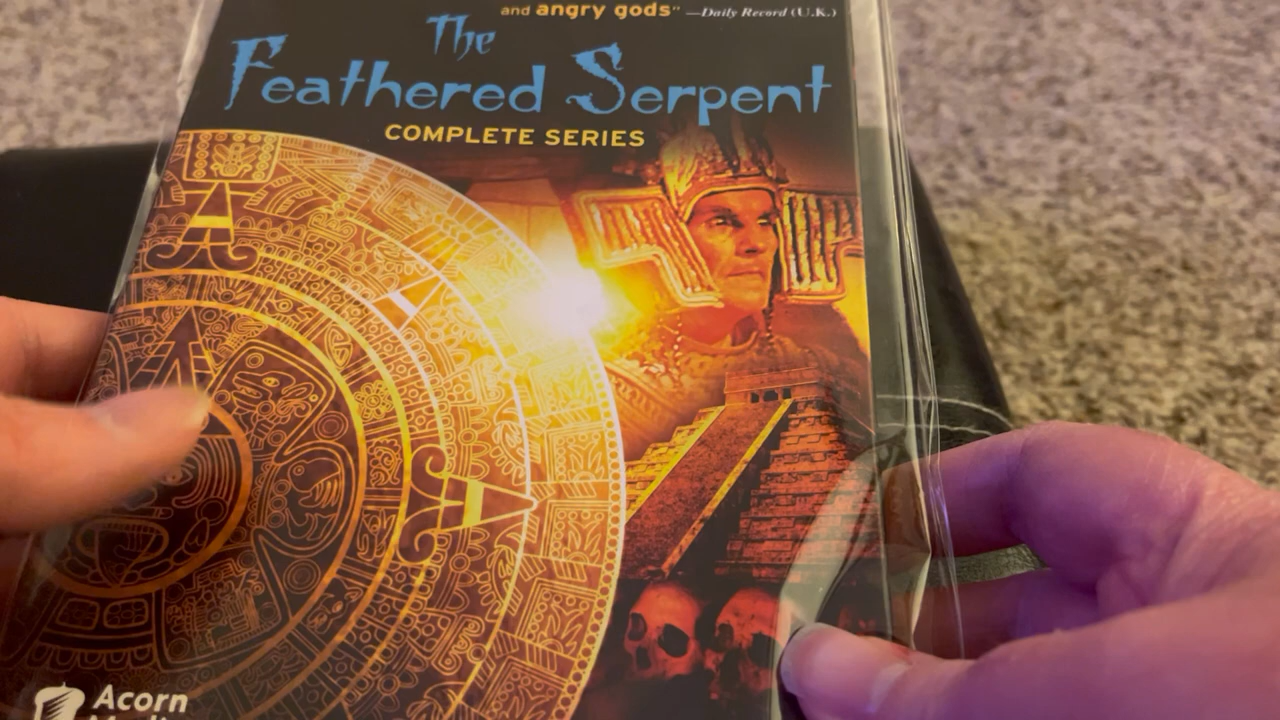 and angry gods" —Daily Record (U.K.)
The
Feathered Serpent
COMPLETE SERIES
Acorn